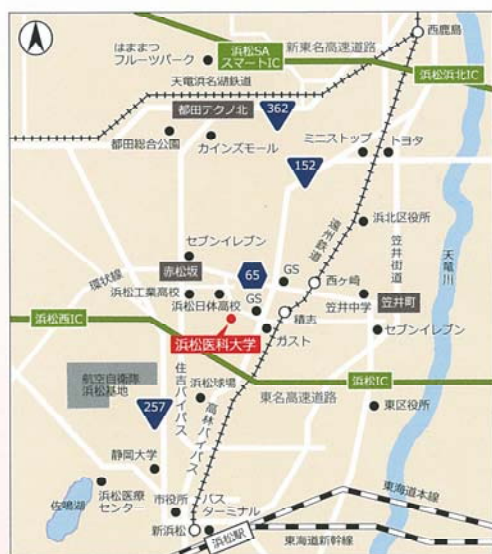 西鹿島
はままつ
フルーツパーク
浜松SA
スマートIC
新東名高速道路
浜松浜北IC
天竜浜名湖鉄道
都田テクノ北
362
都田総合公園
カインズモール
ミニストップ
トヨタ
152
浜北区役所
遠州鉄道
笠井街道
天竜川
セブンイレブン
赤松坂
環状線
65
GS
西ヶ崎
浜松工業高校
浜松日体高校
GS
笠井中学
笠井町
浜松西IC
積志
セブンイレブン
浜松医科大学
ガスト
航空自衛隊
浜松基地
住吉バイパス
浜松球場
浜松IC
東名高速道路
257
高林バイパス
東区役所
静岡大学
佐鳴湖
浜松医療
センター
市役所
バス
ターミナル
東海道本線
新浜松
浜松駅
東海道新幹線